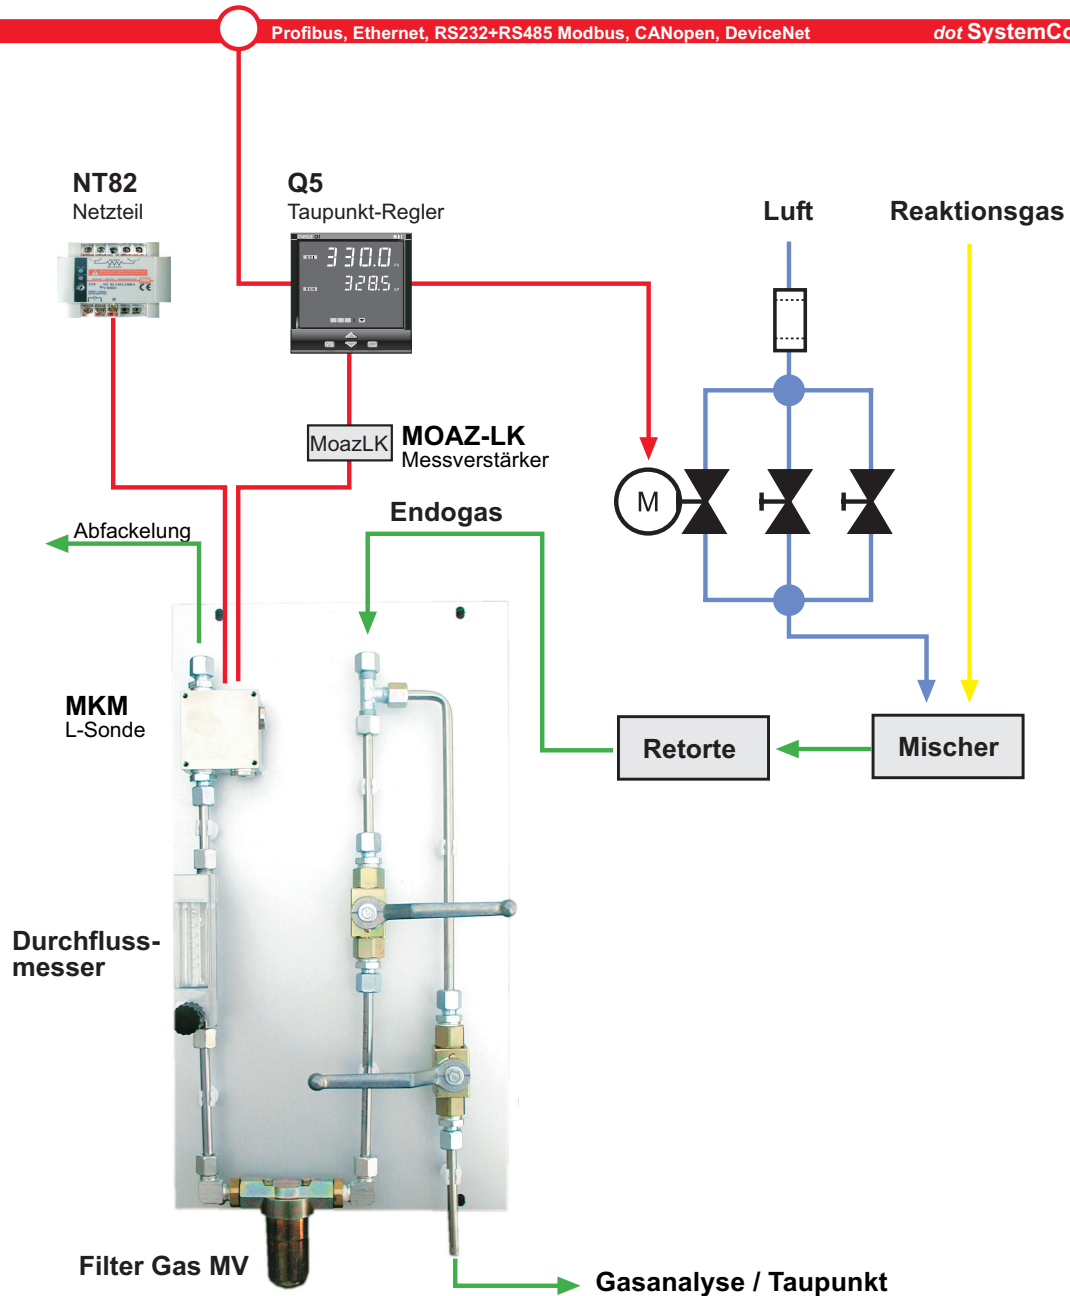 Profibus, Ethernet, RS232+RS485 Modbus, CANopen, DeviceNet
dot SystemCo
NT82
Netzteil
Q5
Taupunkt-Regler
Luft
Reaktionsgas
330.0
328.5
MoazLK
MOAZ-LK
Messverstärker
M
Endogas
Abfackelung
MKM
L-Sonde
Retorte
Mischer
Durchfluss-
messer
Filter Gas MV
Gasanalyse / Taupunkt